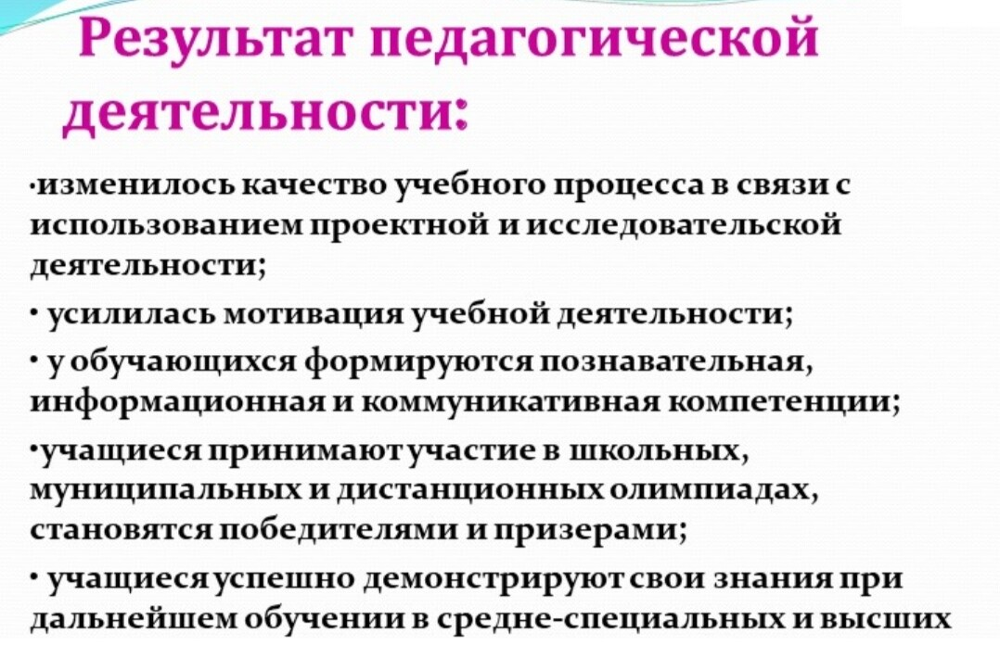 Результат педагогической
деятельности:
•изменилось качество учебного процесса в связи с
использованием проектной и исследовательской
деятельности;
• усилилась мотивация учебной деятельности;
• у обучающихся формируются познавательная,
информационная и коммуникативная компетенции;
•учащиеся принимают участие в школьных,
муниципальных и дистанционных олимпиадах,
становятся победителями и призерами;
• учащиеся успешно демонстрируют свои знания при
дальнейшем обучении в средне-специальных и высших